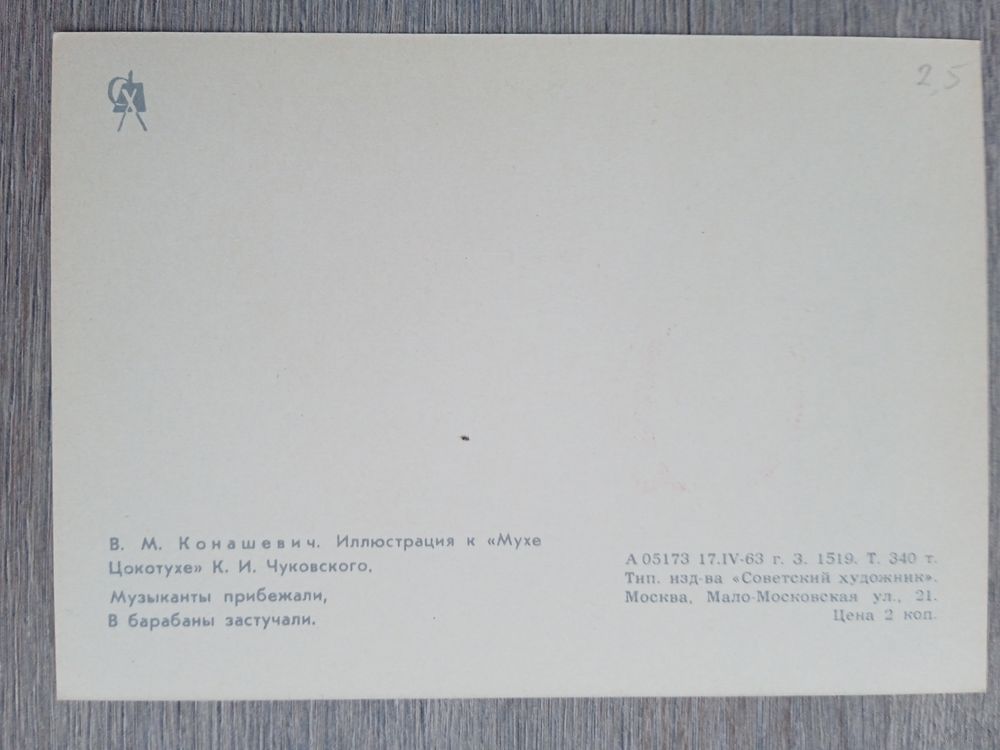 СХ
2,5
В. М. Конашевич. Иллюстрация к «Мухе
Цокотухе» К. И. Чуковского.
Музыканты прибежали,
В барабаны застучали.
А 05173 17.IV-63 г. З. 1519. Т. 340 т.
Тип. изд-ва «Советский художник».
Москва, Мало-Московская ул., 21.
Цена 2 коп.